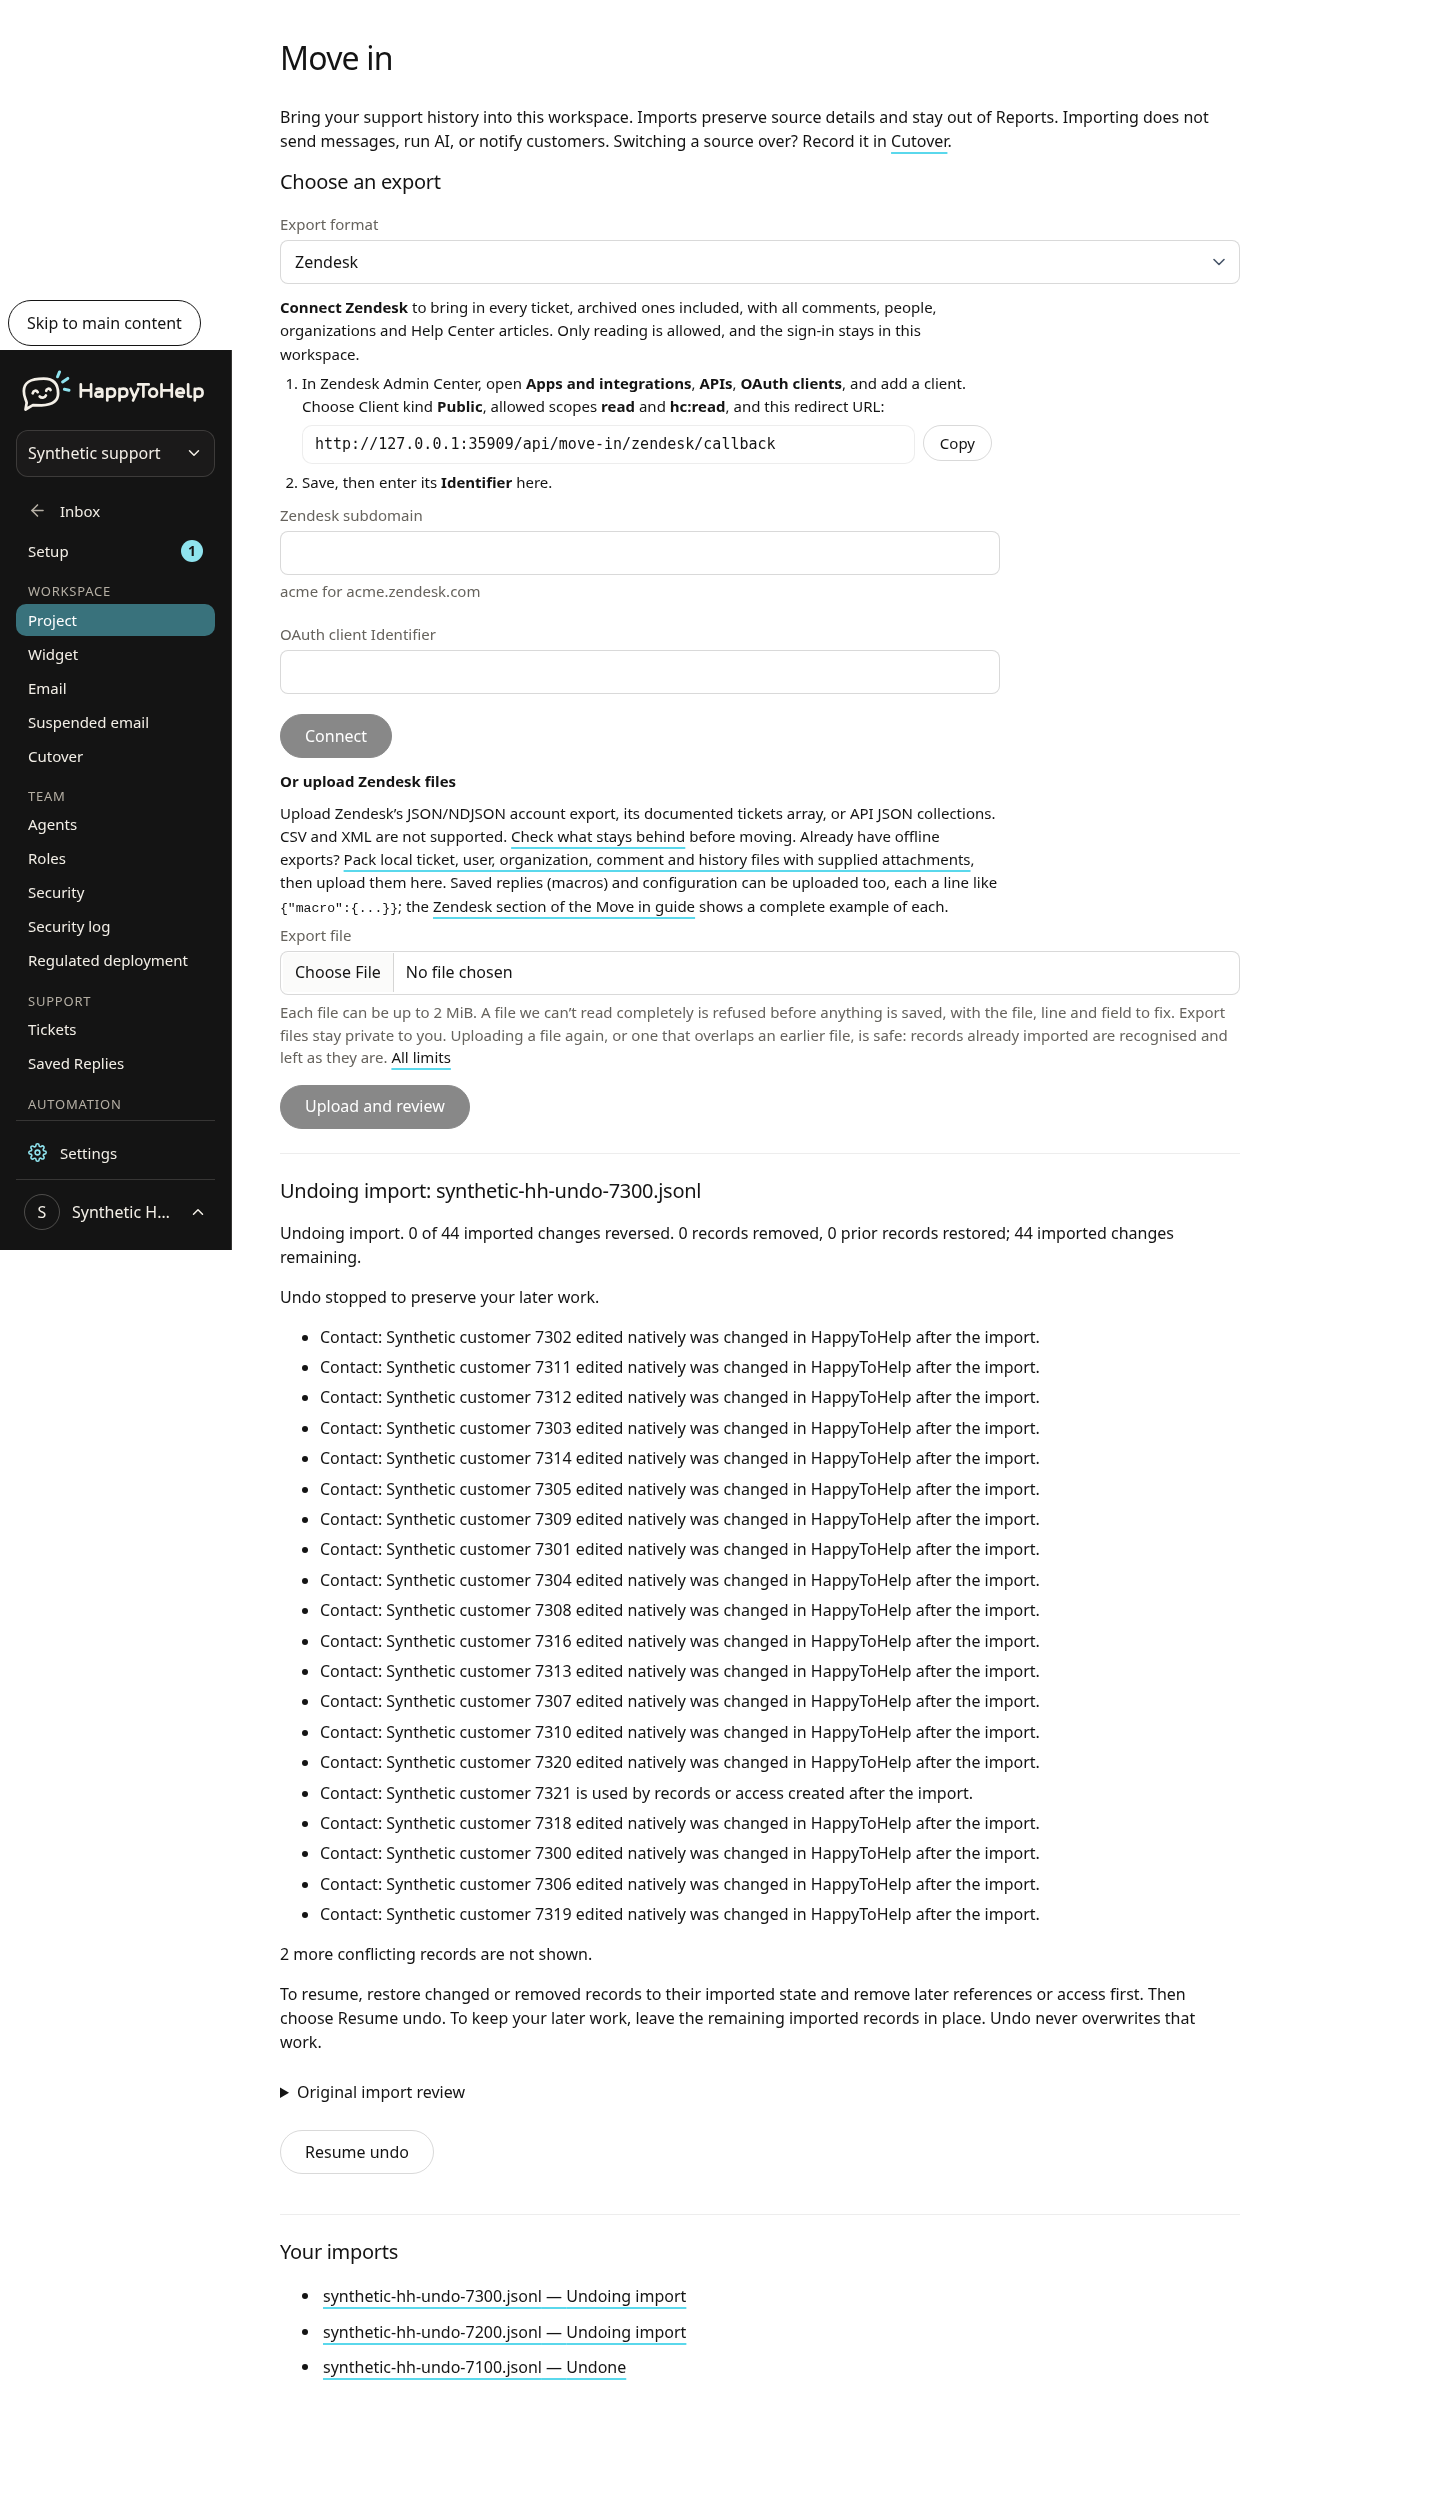 Move in
Bring your support history into this workspace. Imports preserve source details and stay out of Reports. Importing does not
send messages, run AI, or notify customers. Switching a source over? Record it in Cutover.
Choose an export
Export format
Zendesk
Connect Zendesk to bring in every ticket, archived ones included, with all comments, people,
organizations and Help Center articles. Only reading is allowed, and the sign-in stays in this
workspace.
1. In Zendesk Admin Center, open Apps and integrations, APIs, OAuth clients, and add a client.
Choose Client kind Public, allowed scopes read and hc:read, and this redirect URL:
http://127.0.0.1:35909/api/move-in/zendesk/callback
Copy
2. Save, then enter its Identifier here.
Zendesk subdomain
acme for acme.zendesk.com
OAuth client Identifier
Connect
Or upload Zendesk files
Upload Zendesk’s JSON/NDJSON account export, its documented tickets array, or API JSON collections.
CSV and XML are not supported. Check what stays behind before moving. Already have offline
exports? Pack local ticket, user, organization, comment and history files with supplied attachments,
then upload them here. Saved replies (macros) and configuration can be uploaded too, each a line like
{"macro":{...}}; the Zendesk section of the Move in guide shows a complete example of each.
Export file
Choose File No file chosen
Each file can be up to 2 MiB. A file we can’t read completely is refused before anything is saved, with the file, line and field to fix. Export
files stay private to you. Uploading a file again, or one that overlaps an earlier file, is safe: records already imported are recognised and
left as they are. All limits
Upload and review
Undoing import: synthetic-hh-undo-7300.jsonl
Undoing import. 0 of 44 imported changes reversed. 0 records removed, 0 prior records restored; 44 imported changes
remaining.
Undo stopped to preserve your later work.
Contact: Synthetic customer 7302 edited natively was changed in HappyToHelp after the import.
Contact: Synthetic customer 7311 edited natively was changed in HappyToHelp after the import.
Contact: Synthetic customer 7312 edited natively was changed in HappyToHelp after the import.
Contact: Synthetic customer 7303 edited natively was changed in HappyToHelp after the import.
Contact: Synthetic customer 7314 edited natively was changed in HappyToHelp after the import.
Contact: Synthetic customer 7305 edited natively was changed in HappyToHelp after the import.
Contact: Synthetic customer 7309 edited natively was changed in HappyToHelp after the import.
Contact: Synthetic customer 7301 edited natively was changed in HappyToHelp after the import.
Contact: Synthetic customer 7304 edited natively was changed in HappyToHelp after the import.
Contact: Synthetic customer 7308 edited natively was changed in HappyToHelp after the import.
Contact: Synthetic customer 7316 edited natively was changed in HappyToHelp after the import.
Contact: Synthetic customer 7313 edited natively was changed in HappyToHelp after the import.
Contact: Synthetic customer 7307 edited natively was changed in HappyToHelp after the import.
Contact: Synthetic customer 7310 edited natively was changed in HappyToHelp after the import.
Contact: Synthetic customer 7320 edited natively was changed in HappyToHelp after the import.
Contact: Synthetic customer 7321 is used by records or access created after the import.
Contact: Synthetic customer 7318 edited natively was changed in HappyToHelp after the import.
Contact: Synthetic customer 7300 edited natively was changed in HappyToHelp after the import.
Contact: Synthetic customer 7306 edited natively was changed in HappyToHelp after the import.
Contact: Synthetic customer 7319 edited natively was changed in HappyToHelp after the import.
2 more conflicting records are not shown.
To resume, restore changed or removed records to their imported state and remove later references or access first. Then
choose Resume undo. To keep your later work, leave the remaining imported records in place. Undo never overwrites that
work.
Original import review
Resume undo
Your imports
synthetic-hh-undo-7300.jsonl — Undoing import
synthetic-hh-undo-7200.jsonl — Undoing import
synthetic-hh-undo-7100.jsonl — Undone
Skip to main content
HappyToHelp
Synthetic support
Inbox
Setup 1
WORKSPACE
Project
Widget
Email
Suspended email
Cutover
TEAM
Agents
Roles
Security
Security log
Regulated deployment
SUPPORT
Tickets
Saved Replies
AUTOMATION
Settings
S Synthetic H...